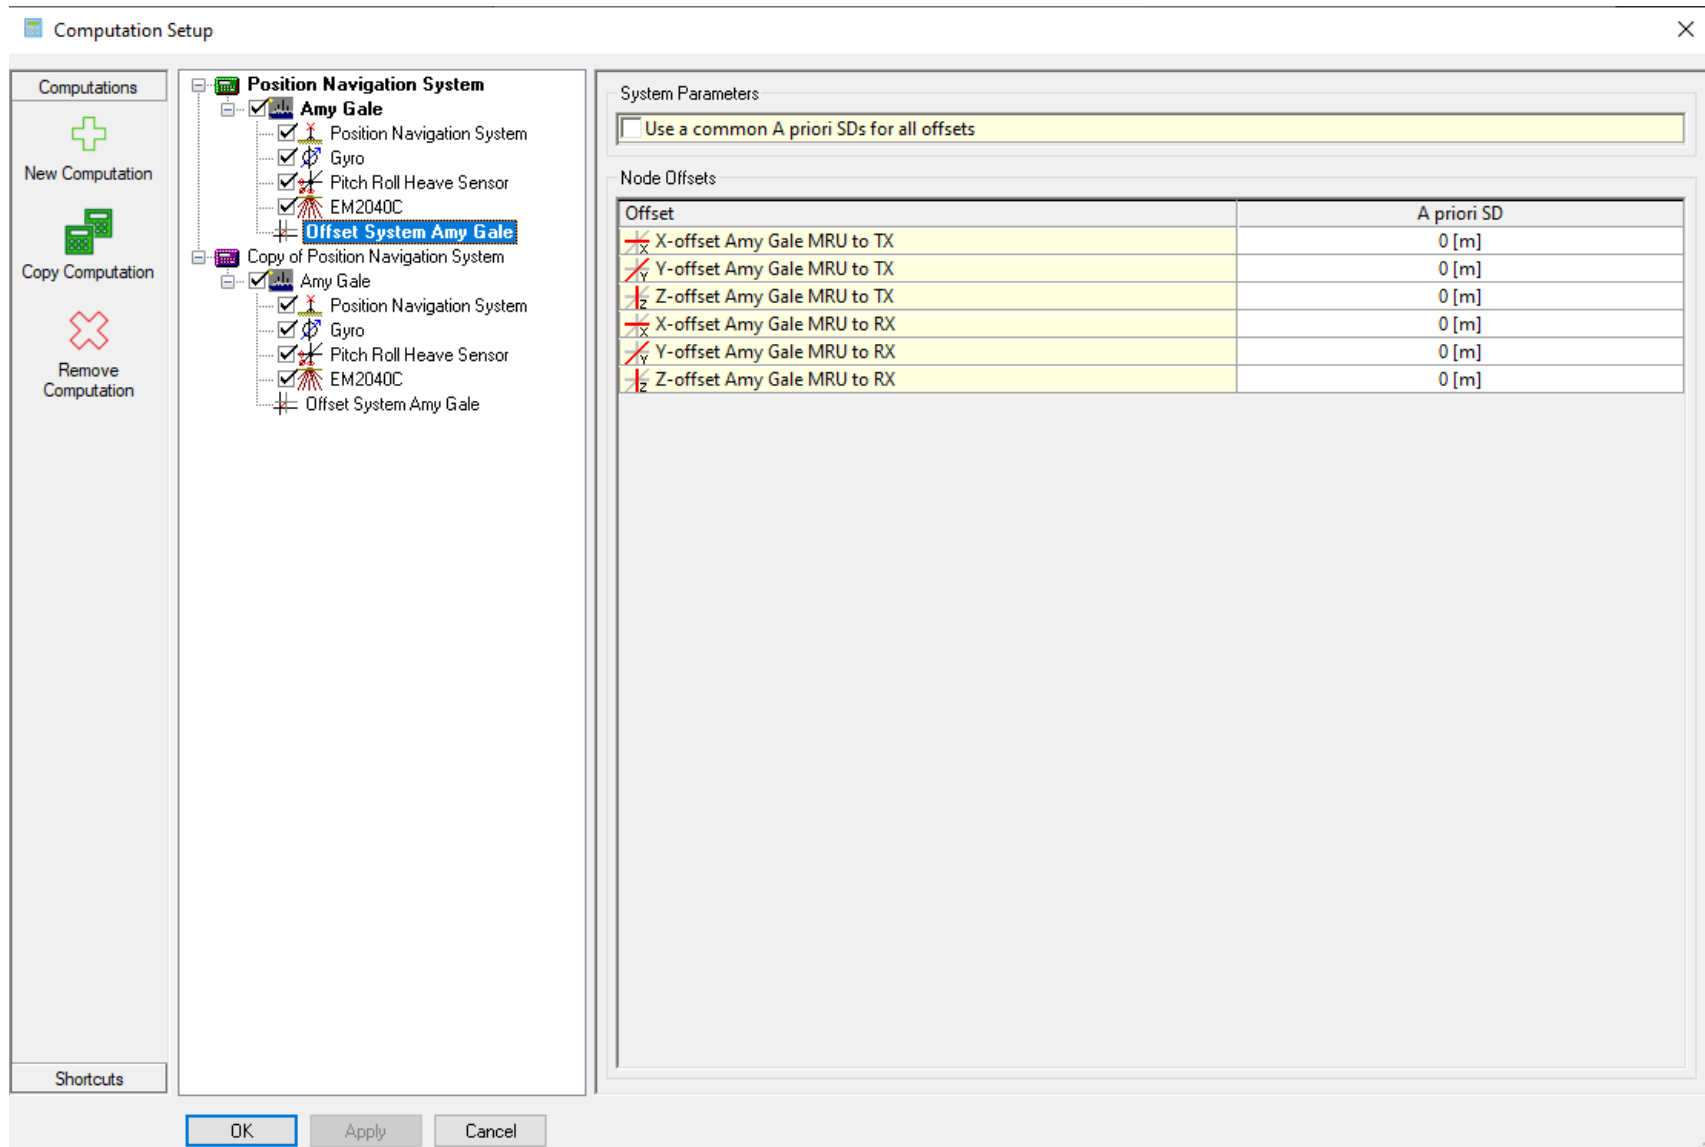 Computation Setup
Computations
New Computation
Copy Computation
Remove
Computation
Shortcuts
Position Navigation System
Amy Gale
Position Navigation System
Gyro
Pitch Roll Heave Sensor
EM2040C
Offset System Amy Gale
Copy of Position Navigation System
Amy Gale
Position Navigation System
Gyro
Pitch Roll Heave Sensor
EM2040C
Offset System Amy Gale
System Parameters
Use a common A priori SDs for all offsets
Node Offsets
Offset A priori SD
X-offset Amy Gale MRU to TX 0 [m]
Y-offset Amy Gale MRU to TX 0 [m]
Z-offset Amy Gale MRU to TX 0 [m]
X-offset Amy Gale MRU to RX 0 [m]
Y-offset Amy Gale MRU to RX 0 [m]
Z-offset Amy Gale MRU to RX 0 [m]
OK Apply Cancel